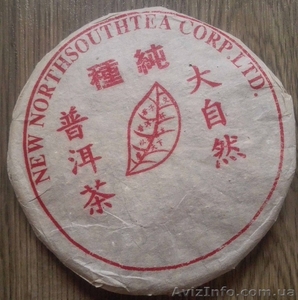 NEW NORTHSOUTHTEA CORP.LTD.
純種
大自然
普洱茶
AvizInfo.com.ua